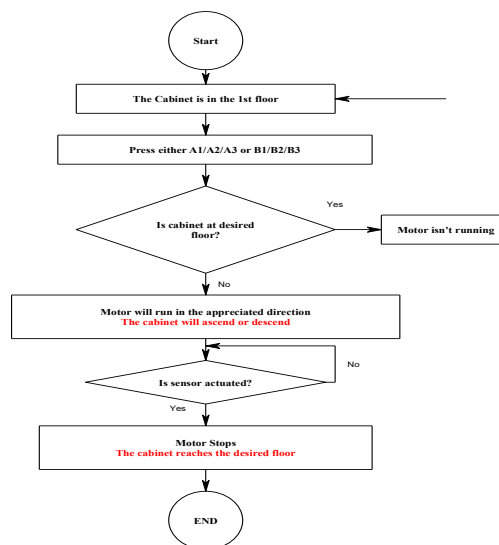 Start
The Cabinet is in the 1st floor
Press either A1/A2/A3 or B1/B2/B3
Is cabinet at desired
floor?
Yes
Motor isn't running
No
Motor will run in the appreciated direction
The cabinet will ascend or descend
Is sensor actuated?
No
Yes
Motor Stops
The cabinet reaches the desired floor
END